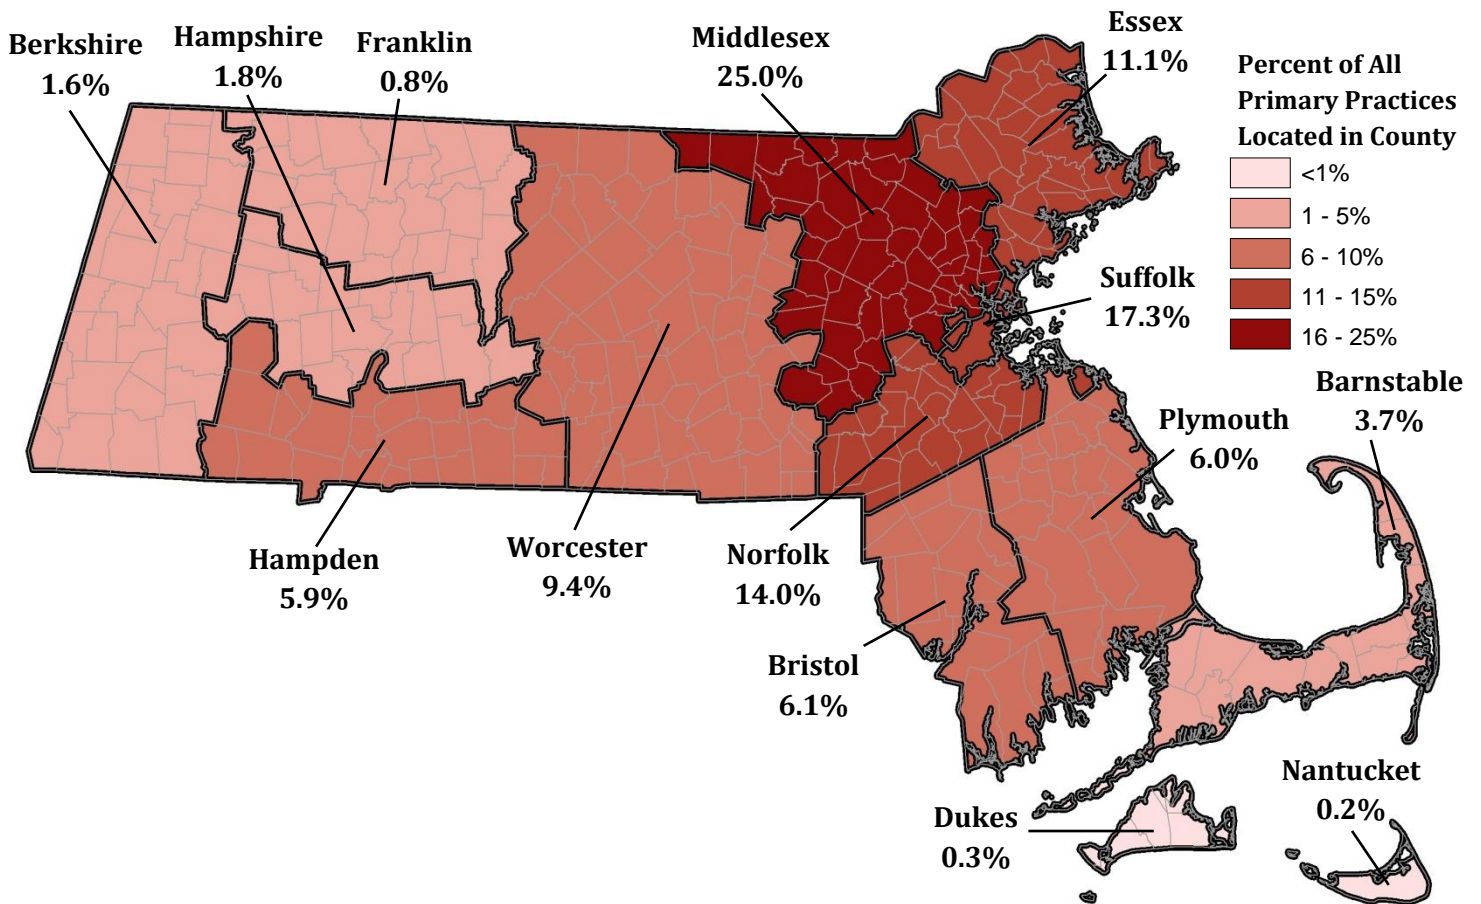 Berkshire
1.6%
Hampshire
1.8%
Franklin
0.8%
Middlesex
25.0%
Essex
11.1%
Percent of All
Primary Practices
Located in County
<1%
1 - 5%
6 - 10%
11 - 15%
16 - 25%
Suffolk
17.3%
Barnstable
3.7%
Plymouth
6.0%
Hampden
5.9%
Worcester
9.4%
Norfolk
14.0%
Bristol
6.1%
Dukes
0.3%
Nantucket
0.2%